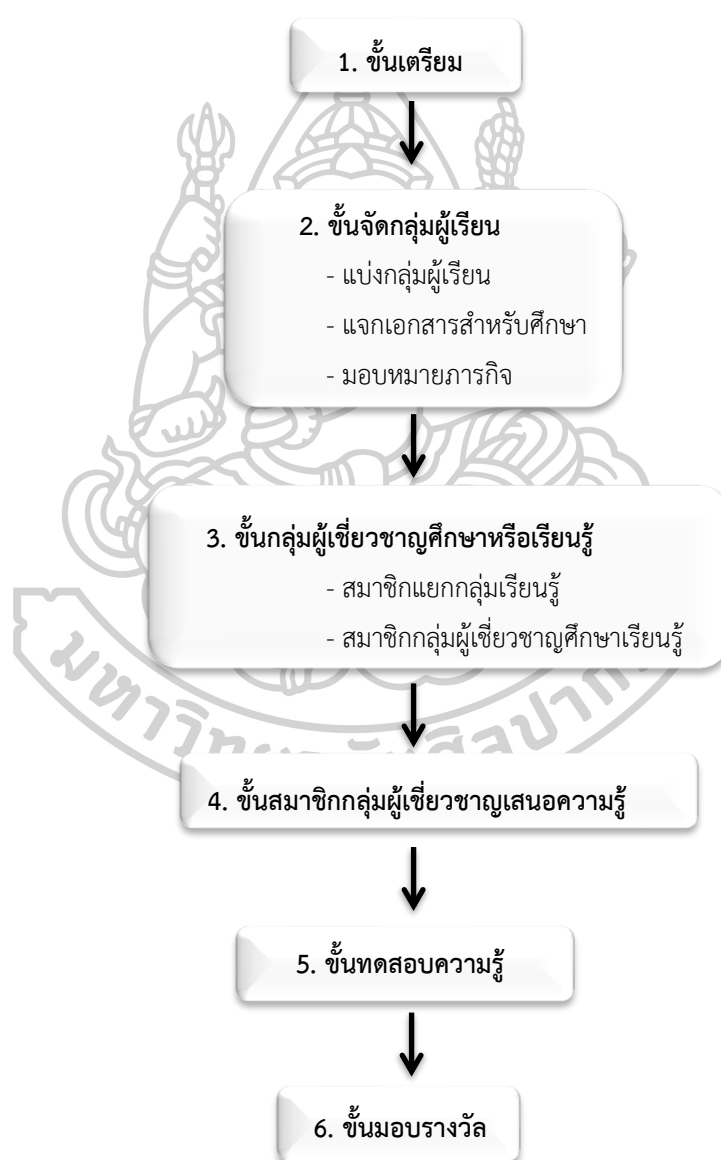 1. ขั้นเตรียม
2. ขั้นจัดกลุ่มผู้เรียน
- แบ่งกลุ่มผู้เรียน
- แจกเอกสารสำหรับศึกษา
- มอบหมายภารกิจ
3. ขั้นกลุ่มผู้เชี่ยวชาญศึกษาหรือเรียนรู้
- สมาชิกแยกกลุ่มเรียนรู้
- สมาชิกกลุ่มผู้เชี่ยวชาญศึกษาเรียนรู้
4. ขั้นสมาชิกกลุ่มผู้เชี่ยวชาญเสนอความรู้
5. ขั้นทดสอบความรู้
6. ขั้นมอบรางวัล